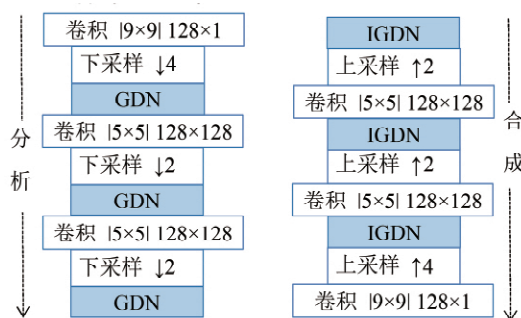 分
析
卷积 |9×9| 128×1
下采样 ↓4
GDN
卷积 |5×5| 128×128
下采样 ↓2
GDN
卷积 |5×5| 128×128
下采样 ↓2
GDN
IGDN
上采样 ↑2
卷积 |5×5| 128×128
IGDN
上采样 ↑2
卷积 |5×5| 128×128
IGDN
上采样 ↑4
卷积 |9×9| 128×1
合
成